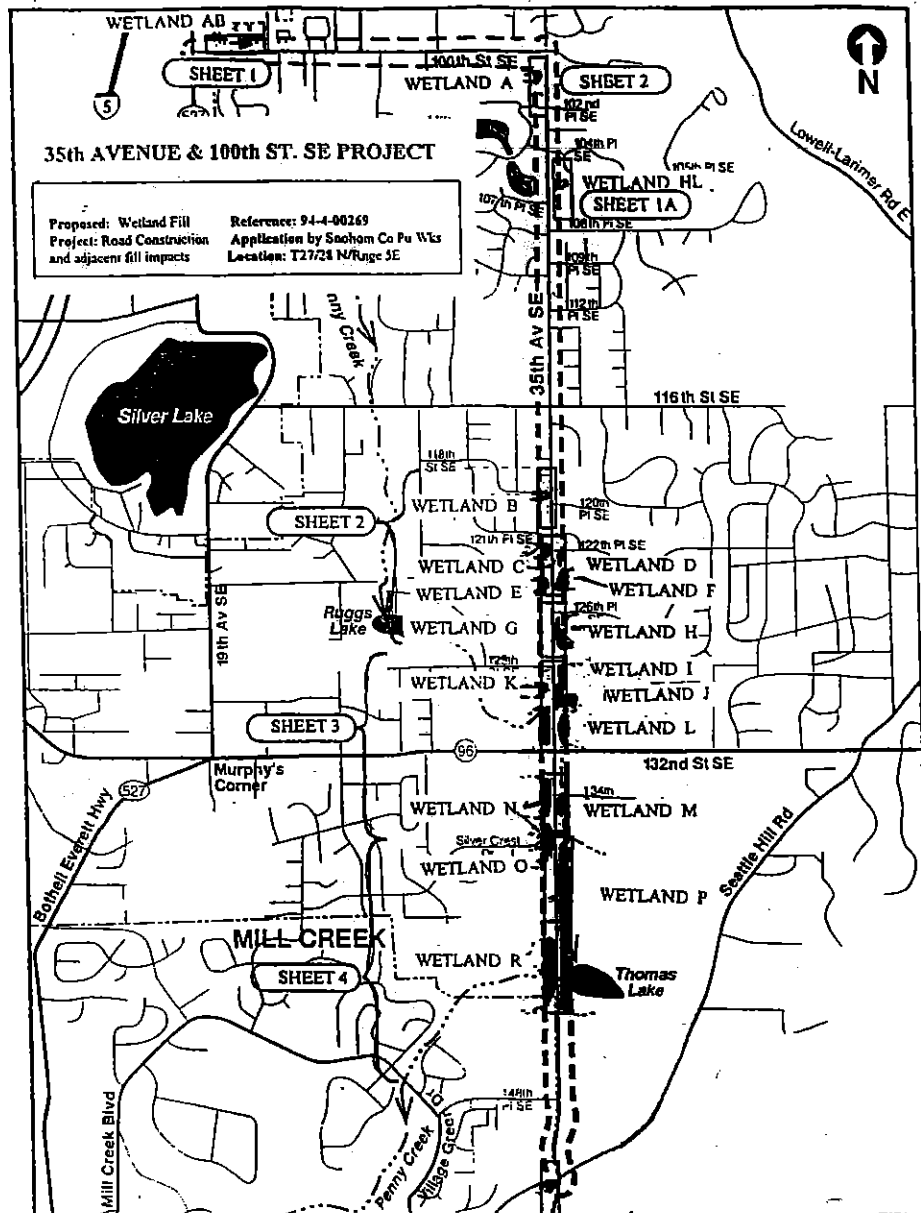 WETLAND AB
SHEET 1
5
527
100th St SE
WETLAND A
SHEET 2
N
102nd
Pl SE
35th AVENUE & 100th ST. SE PROJECT
104th Pl
SE
105th Pl SE
Lowell-Larimer Rd E
WETLAND HL
107th Pl SE
SHEET 1A
108th Pl SE
Proposed: Wetland Fill
Project: Road Construction
and adjacent fill impacts
Reference: 94-4-00269
Application by Snohom Co Pu Wks
Location: T27/28 N/Rnge 5E
109th
Pl SE
112th
Pl SE
nny Creek
35th Av SE
116th St SE
Silver Lake
118th
St SE
WETLAND B
120th
Pl SE
SHEET 2
121th Pl SE
122th Pl SE
WETLAND C
WETLAND D
WETLAND E
WETLAND F
19th Av SE
126th Pl
Ruggs
Lake
WETLAND G
WETLAND H
WETLAND I
WETLAND K
WETLAND J
SHEET 3
WETLAND L
96
132nd St SE
Murphy's
Corner
527
134th
WETLAND N
WETLAND M
Bothell Everett Hwy
Silver Crest
Seattle Hill Rd
WETLAND O
WETLAND P
MILL CREEK
WETLAND R
SHEET 4
Thomas
Lake
148th
Pl SE
Mill Creek Blvd
Penny Creek
Village Green Dr